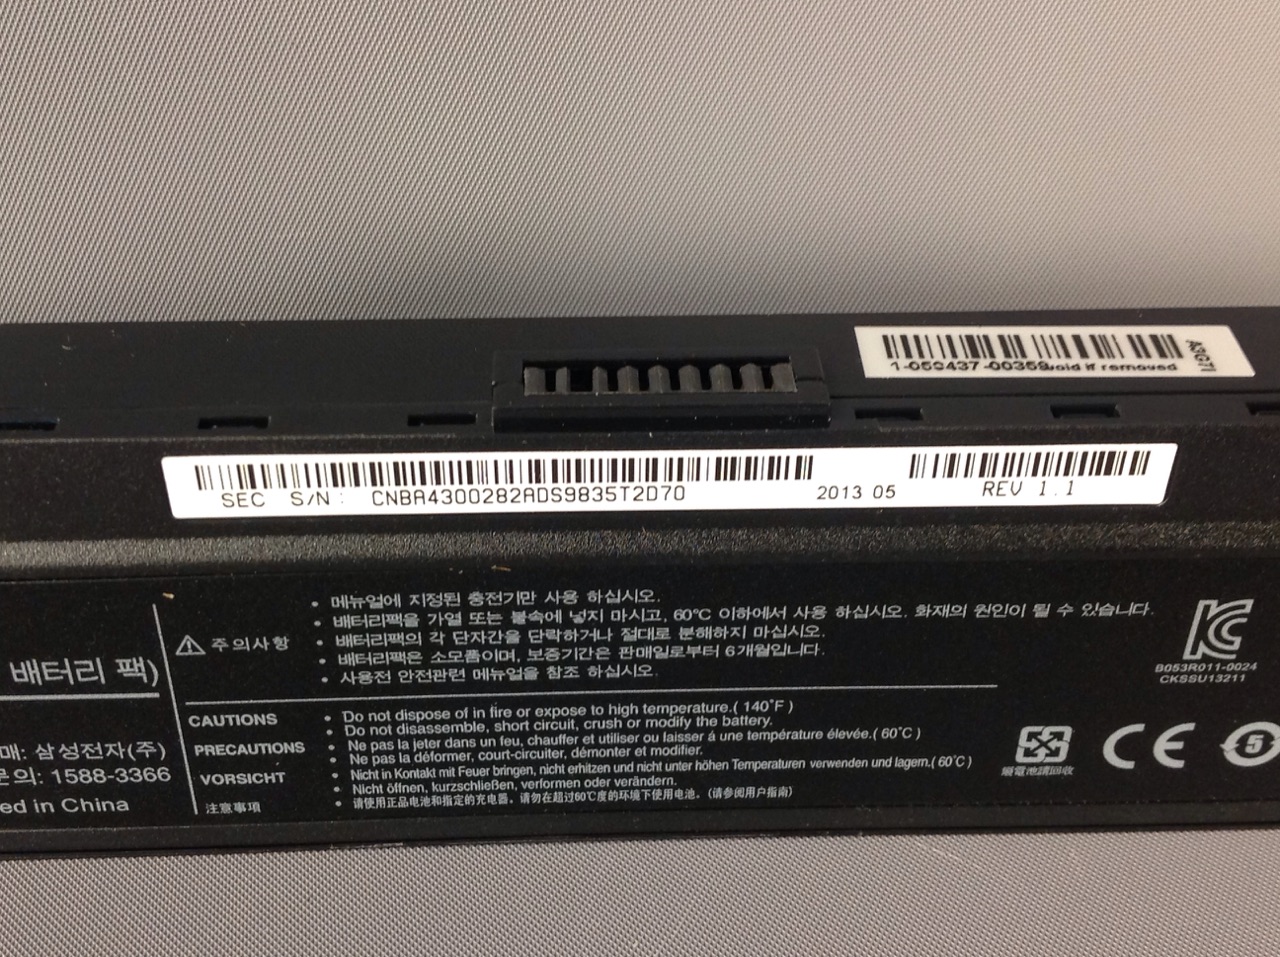 1-050437-00359 void if removed
A2G71
SEC S/N : CNBA4300282ADS9835T2D70 2013 05 REV 1.1
배터리 팩)
매: 삼성전자(주)
문의: 1588-3366
ed in China
주의사항
• 메뉴얼에 지정된 충전기만 사용 하십시오.
• 배터리팩을 가열 또는 불속에 넣지 마시고, 60°C 이하에서 사용 하십시오. 화재의 원인이 될 수 있습니다.
• 배터리팩의 각 단자간을 단락하거나 절대로 분해하지 마십시오.
• 배터리팩은 소모품이며, 보증기간은 판매일로부터 6개월입니다.
• 사용전 안전관련 메뉴얼을 참조 하십시오.
CAUTIONS
• Do not dispose of in fire or expose to high temperature.( 140°F )
• Do not disassemble, short circuit, crush or modify the battery.
PRECAUTIONS
• Ne pas la jeter dans un feu, chauffer et utiliser ou laisser à une température élevée.( 60°C )
• Ne pas la déformer, court-circuiter, démonter et modifier.
VORSICHT
• Nicht in Kontakt mit Feuer bringen, nicht erhitzen und nicht unter höhen Temperaturen verwenden und lagern.( 60°C )
• Nicht öffnen, kurzschließen, verformen oder verändern.
注意事項
• 请使用正品电池和指定的充电器。请勿在超过60℃度的环境下使用电池。(请参阅用户指南)
KC
B053R011-0024
CKSSU13211
廢電池請回收
CE
5